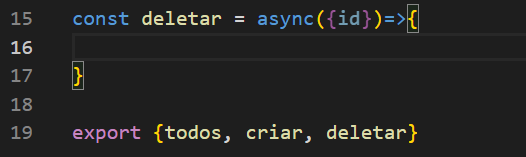 15 const deletar = async({id})=>{
16
17 }
18
19 export {todos, criar, deletar}